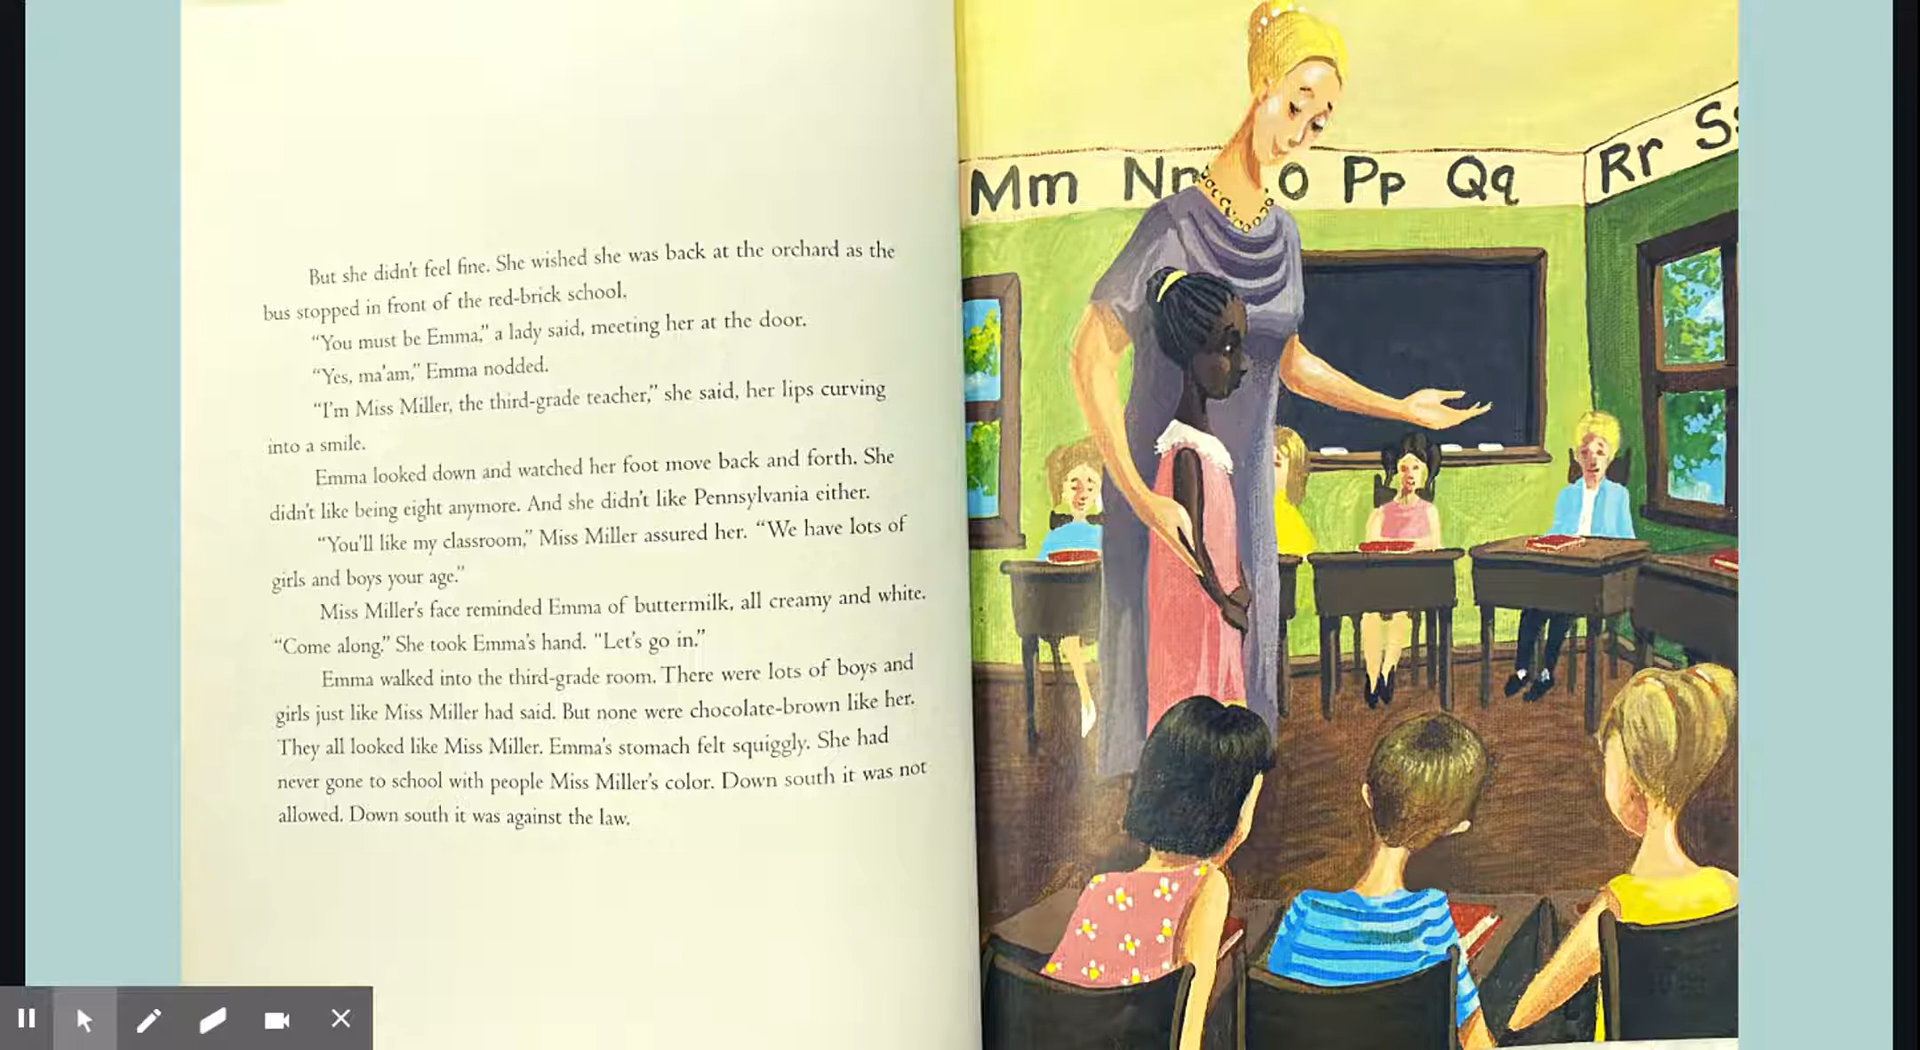 But she didn't feel fine. She wished she was back at the orchard as the
bus stopped in front of the red-brick school.
“You must be Emma,” a lady said, meeting her at the door.
“Yes, ma'am,” Emma nodded.
“I'm Miss Miller, the third-grade teacher,” she said, her lips curving
into a smile.
Emma looked down and watched her foot move back and forth. She
didn't like being eight anymore. And she didn't like Pennsylvania either.
“You'll like my classroom,” Miss Miller assured her. “We have lots of
girls and boys your age.”
Miss Miller's face reminded Emma of buttermilk, all creamy and white.
“Come along.” She took Emma's hand. “Let's go in.”
Emma walked into the third-grade room. There were lots of boys and
girls just like Miss Miller had said. But none were chocolate-brown like her.
They all looked like Miss Miller. Emma's stomach felt squiggly. She had
never gone to school with people Miss Miller's color. Down south it was not
allowed. Down south it was against the law.
Mm Nn o Pp Qq Rr Ss